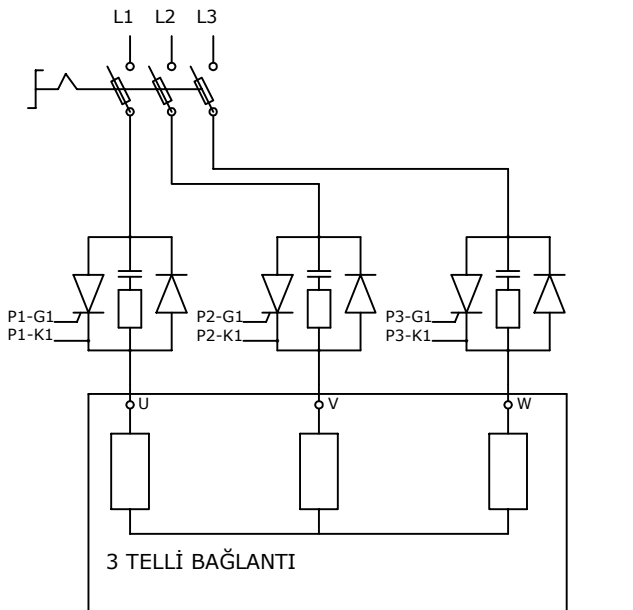 L1 L2 L3
P1-G1 P2-G1 P3-G1
P1-K1 P2-K1 P3-K1
U V W
3 TELLİ BAĞLANTI